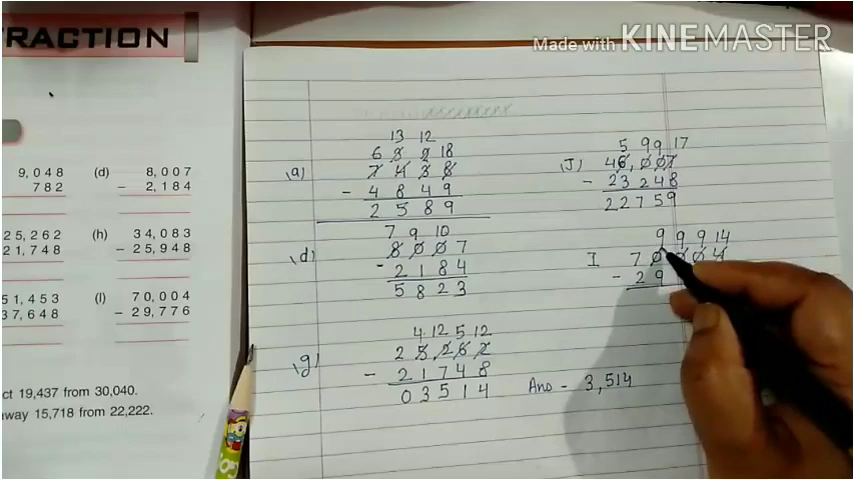 Made with KINEMASTER
RACTION
9,048
782
(d) 8,007
- 2,184
25,262
21,748
(h) 34,083
- 25,948
51,453
37,648
(l) 70,004
- 29,776
ct 19,437 from 30,040.
away 15,718 from 22,222.
13 12
6 3 2 18
(a) 7 4 3 8
- 4 8 4 9
2 5 8 9
7 9 10
(d) 8 0 0 7
- 2 1 8 4
5 8 2 3
4 12 5 12
(g) 2 5,2 6 2
- 2 1 7 4 8
0 3 5 1 4
Ans - 3,514
5 9 9 17
(J) 4 6,0 0 7
- 2 3 2 4 8
2 2 7 5 9
9 9 9 14
I 7 0 0 0 4
- 2 9